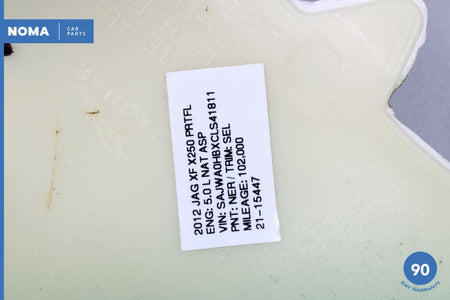 NOMA CAR PARTS
2012 JAG XF X250 PRTFL
ENG: 5.0 L NAT ASP
VIN: SAJWA0HBXCLS41811
PNT: NER / TRIM: SEL
MILEAGE: 102,000
21-15447
90
DAY WARRANTY